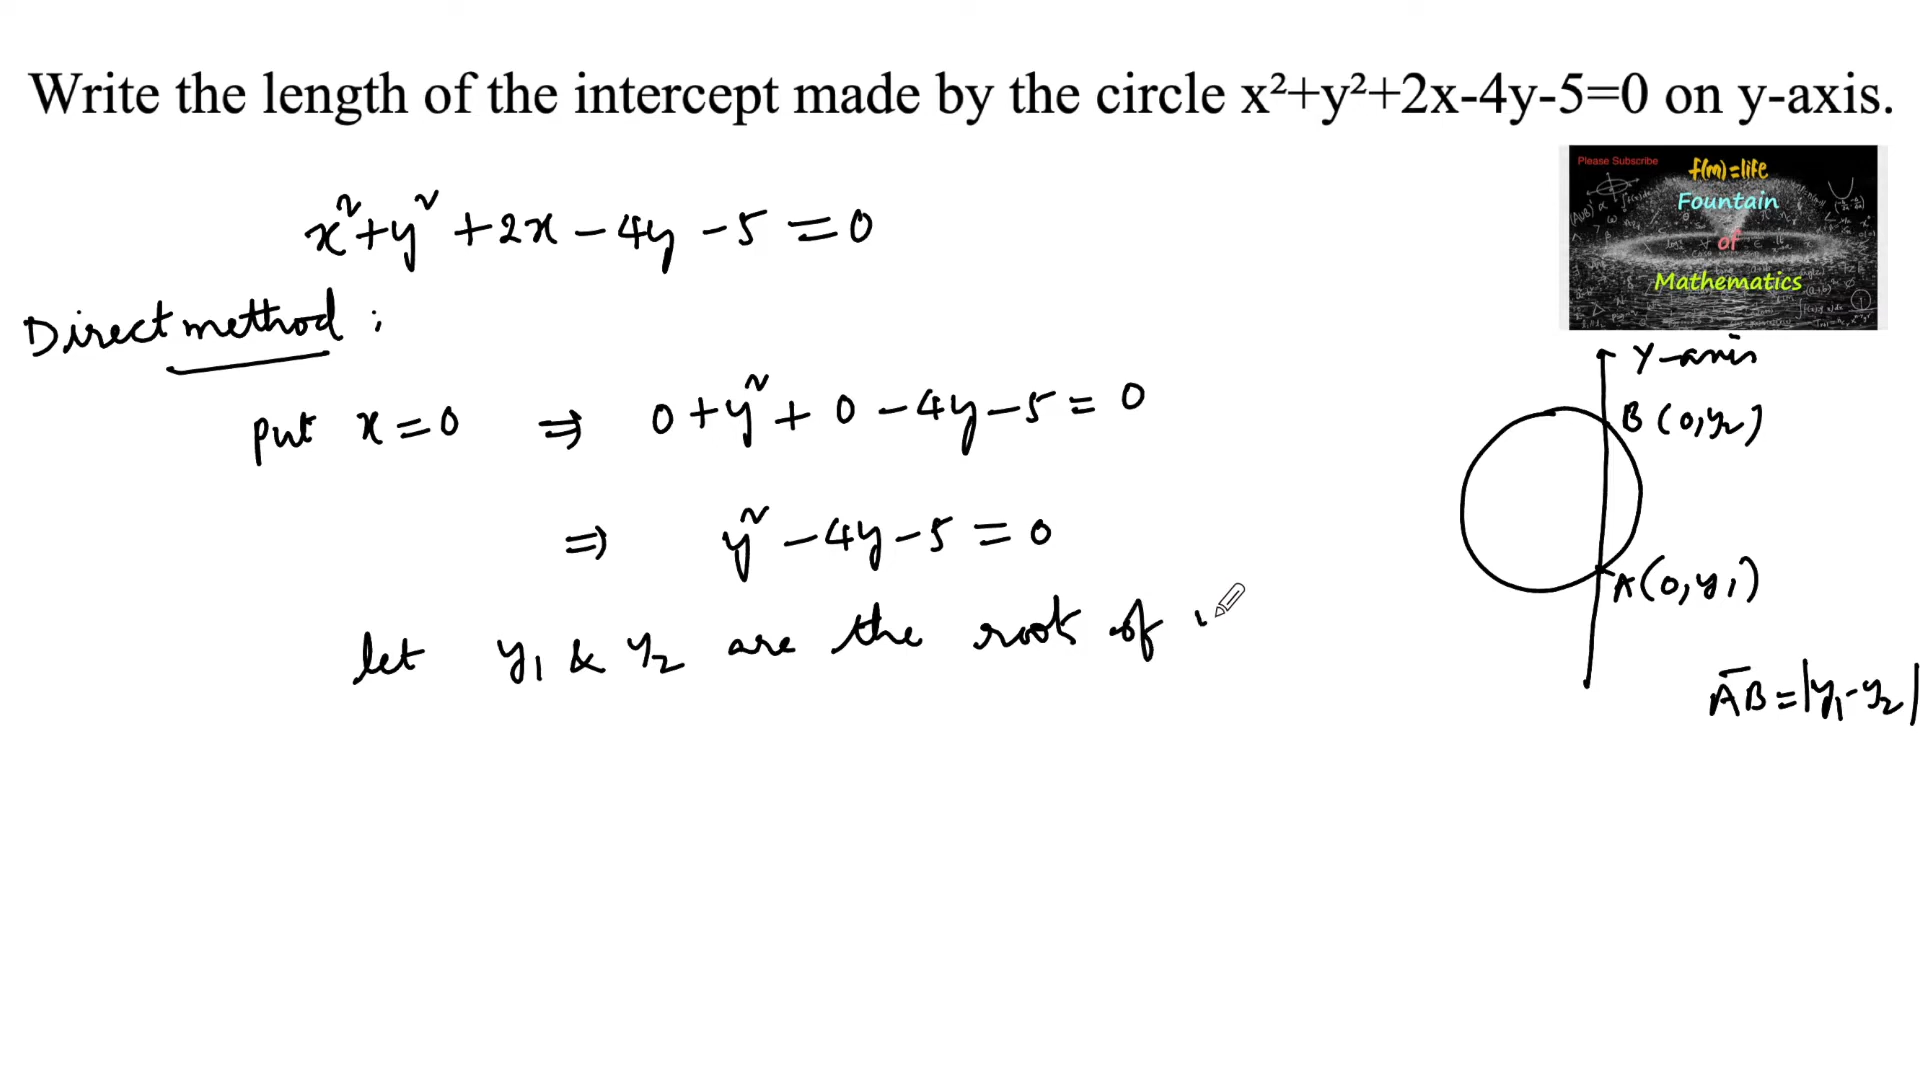 Write the length of the intercept made by the circle x²+y²+2x-4y-5=0 on y-axis.
Please Subscribe
f(m)=life
Fountain
of
Mathematics
x²+y²+2x-4y-5=0
Direct method:
put x=0 ⇒ 0+y²+0-4y-5=0
⇒ y²-4y-5=0
let y₁ & y₂ are the root of
Y-axis
B(0,y₂)
A(0,y₁)
AB=|y₁-y₂|